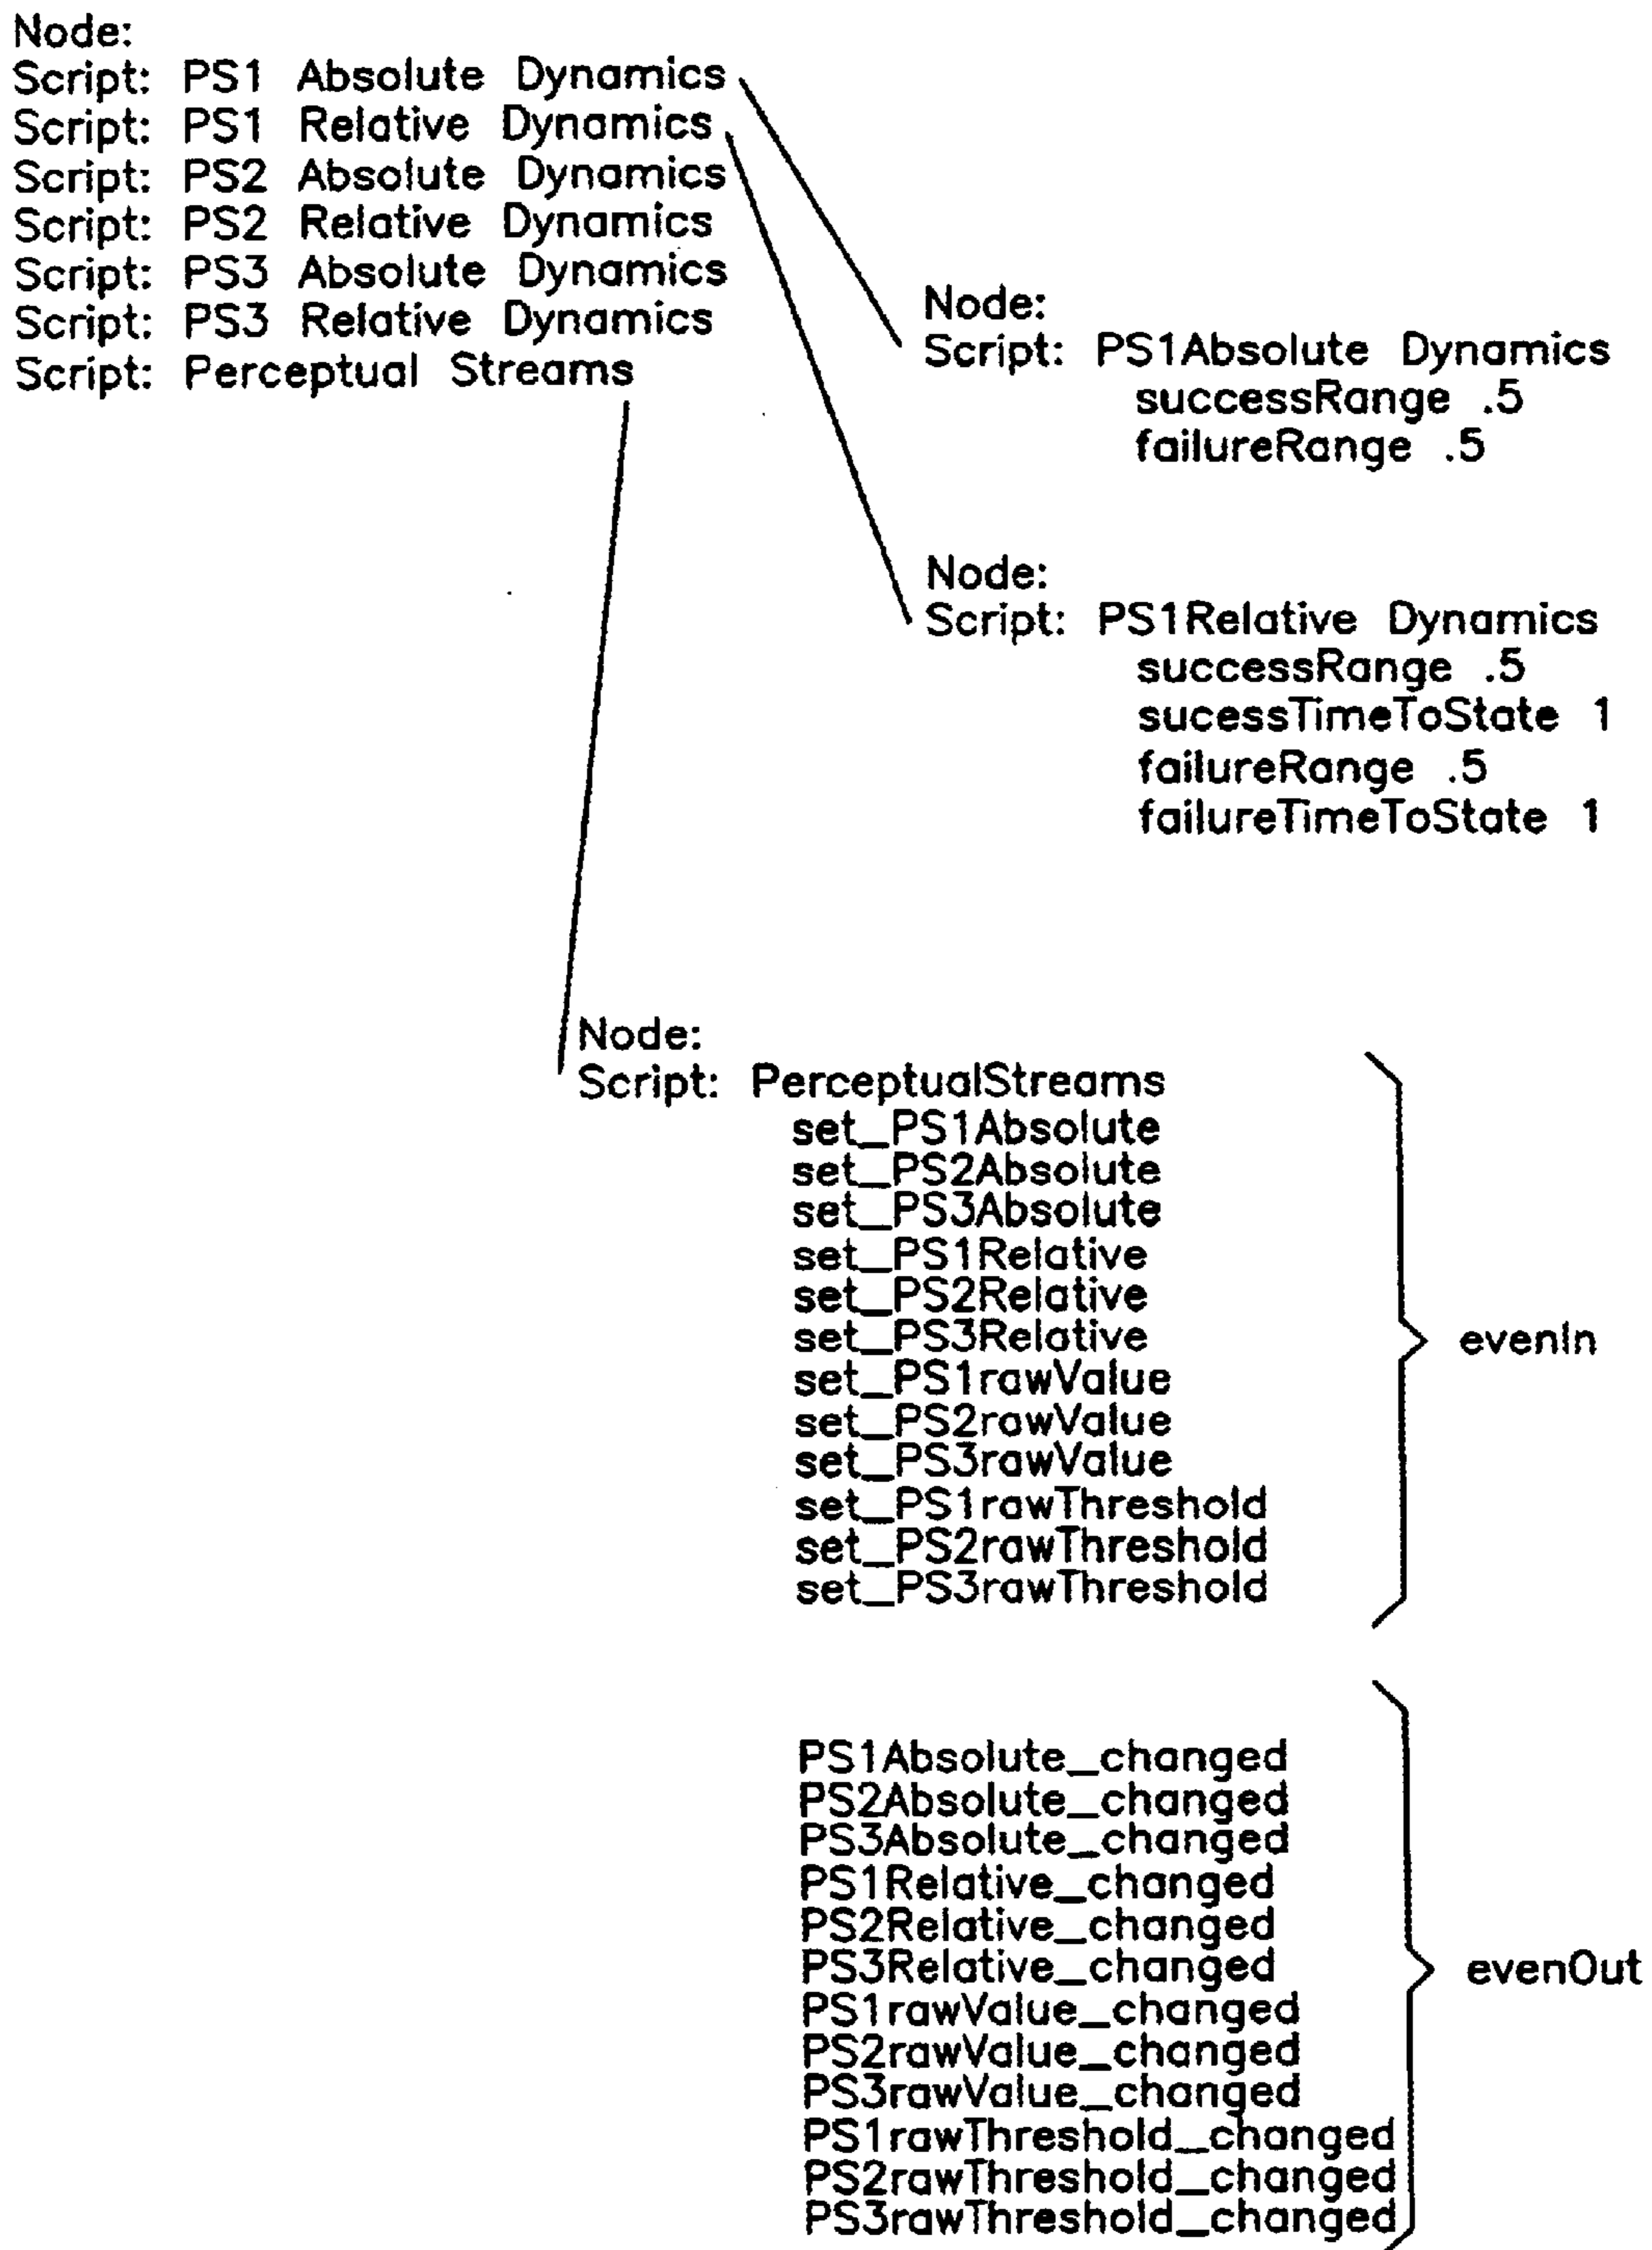 Node:
Script: PS1 Absolute Dynamics
Script: PS1 Relative Dynamics
Script: PS2 Absolute Dynamics
Script: PS2 Relative Dynamics
Script: PS3 Absolute Dynamics
Script: PS3 Relative Dynamics
Script: Perceptual Streams
Node:
Script: PS1Absolute Dynamics
successRange .5
failureRange .5
Node:
Script: PS1Relative Dynamics
successRange .5
sucessTimeToState 1
failureRange .5
failureTimeToState 1
Node:
Script: PerceptualStreams
set_PS1Absolute
set_PS2Absolute
set_PS3Absolute
set_PS1Relative
set_PS2Relative
set_PS3Relative
set_PS1rawValue
set_PS2rawValue
set_PS3rawValue
set_PS1rawThreshold
set_PS2rawThreshold
set_PS3rawThreshold
evenIn
PS1Absolute_changed
PS2Absolute_changed
PS3Absolute_changed
PS1Relative_changed
PS2Relative_changed
PS3Relative_changed
PS1rawValue_changed
PS2rawValue_changed
PS3rawValue_changed
PS1rawThreshold_changed
PS2rawThreshold_changed
PS3rawThreshold_changed
evenOut